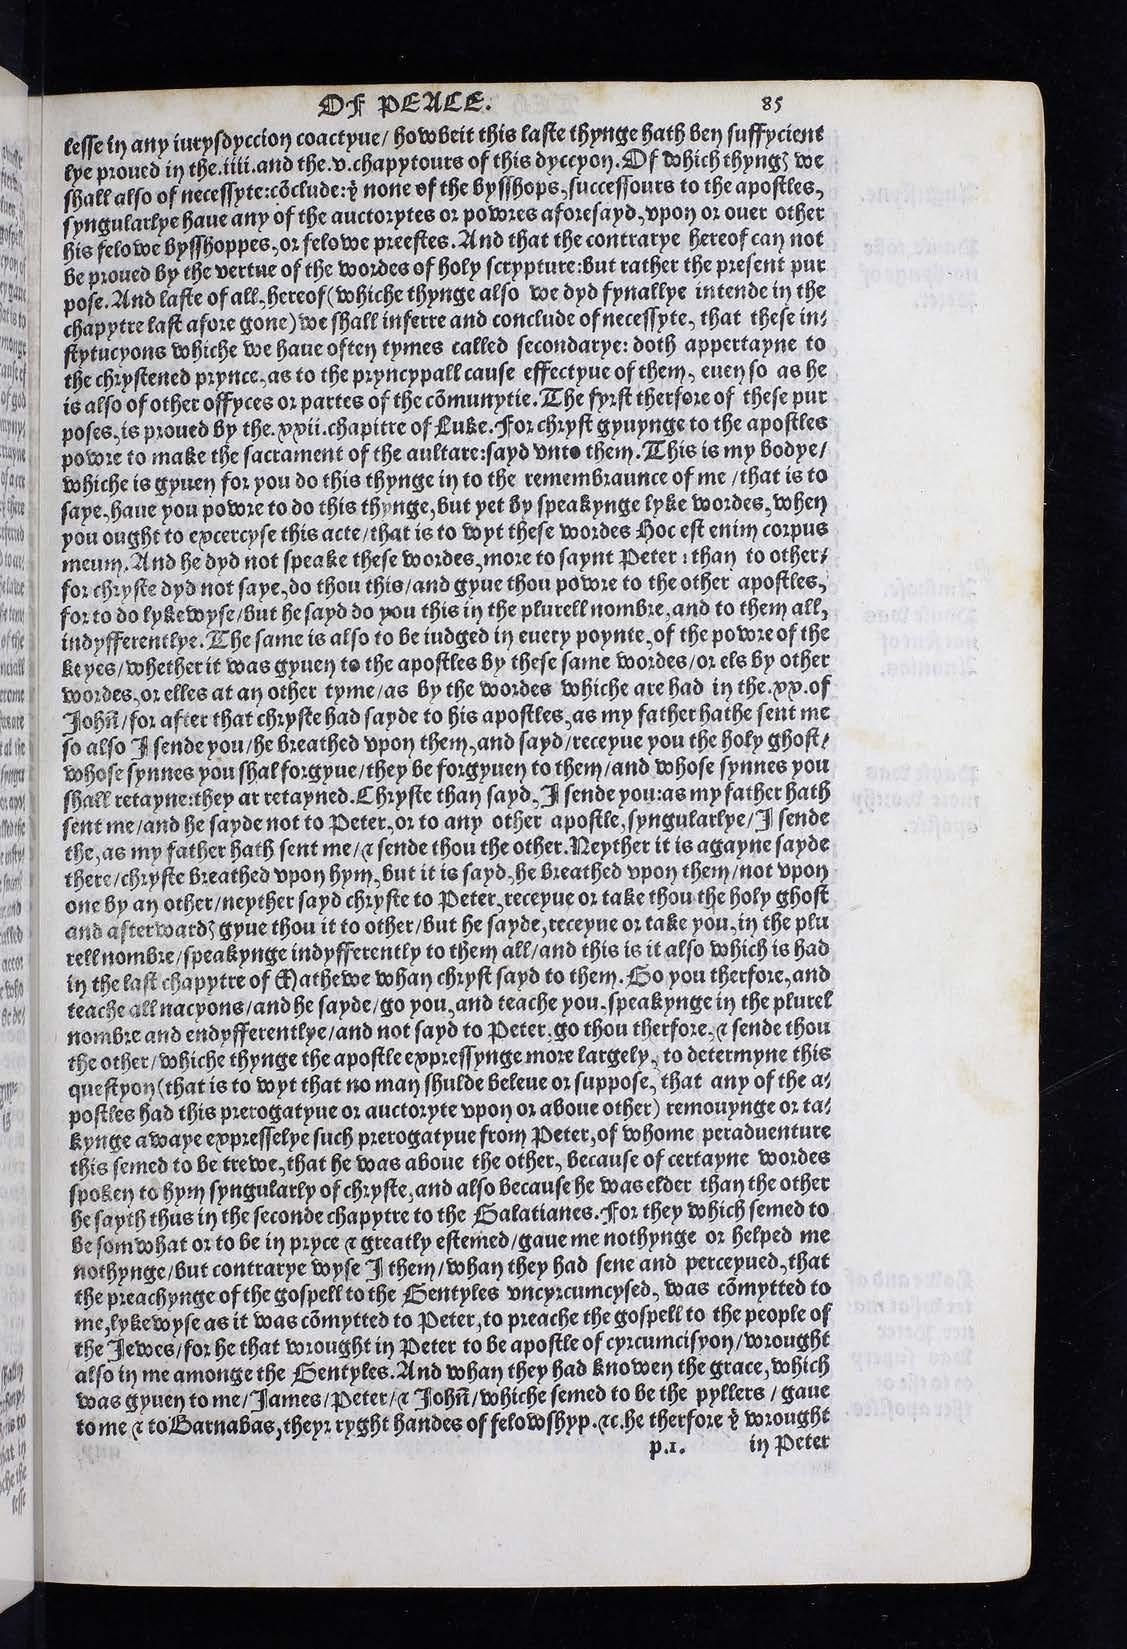 OF PEACE. 85
lesse in any iurysdyccion coactyue/ howbeit this laste thynge hath ben suffycient
lye proued in the.iiii.and the.v.chapytours of this dyccyon.Of which thyngꝫ we
shall also of necessyte:cōclude:ẏ none of the bysshops,successours to the apostles,
syngularlye haue any of the auctorytes or powres aforesayd,vpon or ouer other
his felowe bysshoppes,or felowe preestes.And that the contrarye hereof can not
be proued by the vertue of the wordes of holy scrypture:but rather the present pur
pose.And laste of all,hereof(whiche thynge also we dyd fynallye intende in the
chapytre last afore gone)we shall inferre and conclude of necessyte, that these in/
stytucyons whiche we haue often tymes called secondarye: doth appertayne to
the chrystened prynce,as to the pryncypall cause effectyue of them, euen so as he
is also of other offyces or partes of the cōmunytie.The fyrst therfore of these pur
poses,is proued by the.xxii.chapitre of Luke.For chryst gyuynge to the apostles
powre to make the sacrament of the aultare:sayd vnto them.This is my bodye/
whiche is gyuen for you do this thynge in to the remembraunce of me /that is to
saye,haue you powre to do this thynge,but yet by speakynge lyke wordes,when
you ought to excercyse this acte/that is to wyt these wordes Hoc est enim corpus
meum.And he dyd not speake these wordes,more to saynt Peter:than to other/
for chryste dyd not saye,do thou this/and gyue thou powre to the other apostles,
for to do lykewyse/but he sayd do you this in the plurell nombre,and to them all,
indyfferentlye.The same is also to be iudged in euery poynte,of the powre of the
keyes/whether it was gyuen to the apostles by these same wordes/or els by other
wordes,or elles at an other tyme/as by the wordes whiche are had in the.xx.of
Johñ/for after that chryste had sayde to his apostles,as my father hathe sent me
so also I sende you/he breathed vpon them,and sayd/receyue you the holy ghost/
whose synnes you shal forgyue/they be forgyuen to them/and whose synnes you
shall retayne:they ar retayned.Chryste than sayd,I sende you:as my father hath
sent me/and he sayde not to Peter,or to any other apostle,syngularlye/I sende
the,as my father hath sent me/⁊ sende thou the other.Neyther it is agayne sayde
there/chryste breathed vpon hym,but it is sayd,he breathed vpon them/not vpon
one by an other/neyther sayd chryste to Peter,receyue or take thou the holy ghost
and afterwardꝫ gyue thou it to other/but he sayde,receyue or take you,in the plu
rell nombre/speakynge indyfferently to them all/and this is it also which is had
in the last chapytre of Mathewe whan chryst sayd to them.Go you therfore,and
teache all nacyons/and he sayde/go you,and teache you.speakynge in the plurel
nombre and endyfferentlye/and not sayd to Peter,go thou therfore,⁊ sende thou
the other/whiche thynge the apostle expressynge more largely, to determyne this
questyon(that is to wyt that no man shulde beleue or suppose, that any of the a/
postles had this prerogatyue or auctoryte vpon or aboue other) remouynge or ta/
kynge awaye expresselye such prerogatyue from Peter,of whome peraduenture
this semed to be trewe,that he was aboue the other, because of certayne wordes
spoken to hym syngularly of chryste,and also because he was elder than the other
he sayth thus in the seconde chapytre to the Galatianes.For they which semed to
be somwhat or to be in pryce ⁊ greatly estemed/gaue me nothynge or helped me
nothynge/but contrarye wyse I them/whan they had sene and perceyued,that
the preachynge of the gospell to the Gentyles vncyrcumcysed, was cōmytted to
me,lykewyse as it was cōmytted to Peter,to preache the gospell to the people of
the Jewes/for he that wrought in Peter to be apostle of cyrcumcisyon/wrought
also in me amonge the Gentyles.And whan they had knowen the grace,which
was gyuen to me/James/Peter/⁊ Johñ/whiche semed to be the pyllers / gaue
to me ⁊ to Barnabas,theyr ryght handes of felowshyp.⁊c.he therfore ẏ wrought
p.1. in Peter